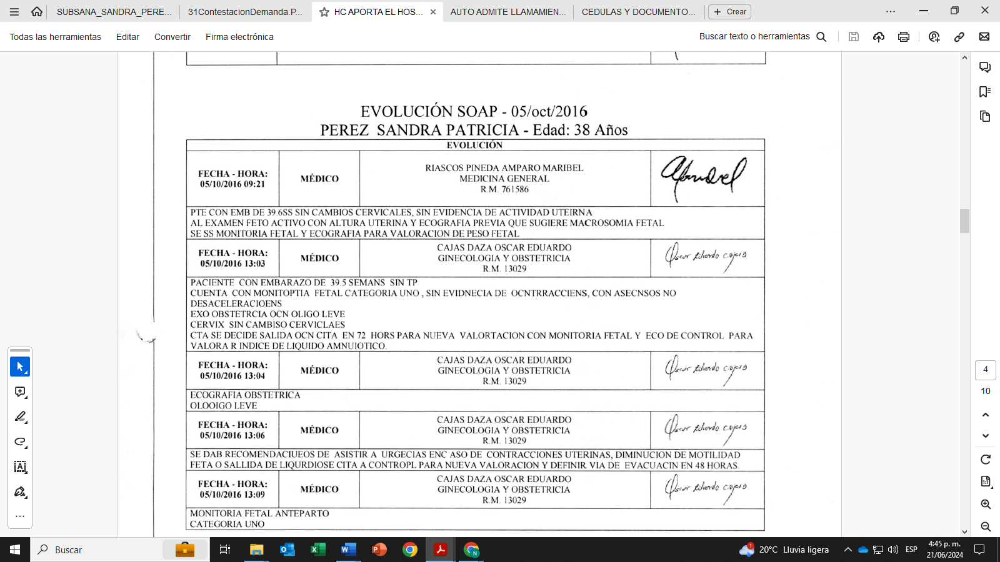 SUBSANA_SANDRA_PERE...
31ContestacionDemanda.P...
HC APORTA EL HOS...
AUTO ADMITE LLAMAMIEN...
CEDULAS Y DOCUMENTO...
Crear
Todas las herramientas
Editar
Convertir
Firma electrónica
Buscar texto o herramientas
EVOLUCIÓN SOAP - 05/oct/2016
PEREZ SANDRA PATRICIA - Edad: 38 Años
EVOLUCIÓN
FECHA - HORA:
05/10/2016 09:21
MÉDICO
RIASCOS PINEDA AMPARO MARIBEL
MEDICINA GENERAL
R.M. 761586
PTE CON EMB DE 39.6SS SIN CAMBIOS CERVICALES, SIN EVIDENCIA DE ACTIVIDAD UTEIRNA
AL EXAMEN FETO ACTIVO CON ALTURA UTERINA Y ECOGRAFIA PREVIA QUE SUGIERE MACROSOMIA FETAL
SE SS MONITORIA FETAL Y ECOGRAFIA PARA VALORACION DE PESO FETAL
FECHA - HORA:
05/10/2016 13:03
MÉDICO
CAJAS DAZA OSCAR EDUARDO
GINECOLOGIA Y OBSTETRICIA
R.M. 13029
Oscar Eduardo Cajas
PACIENTE CON EMBARAZO DE 39.5 SEMANS SIN TP
CUENTA CON MONITOPTIA FETAL CATEGORIA UNO , SIN EVIDNECIA DE OCNTRRACCIENS, CON ASECNSOS NO
DESACELERACIOENS
EXO OBSTETRCIA OCN OLIGO LEVE
CERVIX SIN CAMBISO CERVICLAES
CTA SE DECIDE SALIDA OCN CITA EN 72 HORS PARA NUEVA VALORTACION CON MONITORIA FETAL Y ECO DE CONTROL PARA
VALORA R INDICE DE LIQUIDO AMNUIOTICO.
FECHA - HORA:
05/10/2016 13:04
MÉDICO
CAJAS DAZA OSCAR EDUARDO
GINECOLOGIA Y OBSTETRICIA
R.M. 13029
Oscar Eduardo Cajas
ECOGRAFIA OBSTETRICA
OLOOIGO LEVE
FECHA - HORA:
05/10/2016 13:06
MÉDICO
CAJAS DAZA OSCAR EDUARDO
GINECOLOGIA Y OBSTETRICIA
R.M. 13029
Oscar Eduardo Cajas
SE DAB RECOMENDACIUEOS DE ASISTIR A URGECIAS ENC ASO DE CONTRACCIONES UTERINAS, DIMINUCION DE MOTILIDAD
FETA O SALLIDA DE LIQURDIOSE CITA A CONTROPL PARA NUEVA VALORACION Y DEFINIR VIA DE EVACUACIN EN 48 HORAS.
FECHA - HORA:
05/10/2016 13:09
MÉDICO
CAJAS DAZA OSCAR EDUARDO
GINECOLOGIA Y OBSTETRICIA
R.M. 13029
Oscar Eduardo Cajas
MONITORIA FETAL ANTEPARTO
CATEGORIA UNO
4
10
Buscar
20°C Lluvia ligera
ESP
4:45 p. m.
21/06/2024